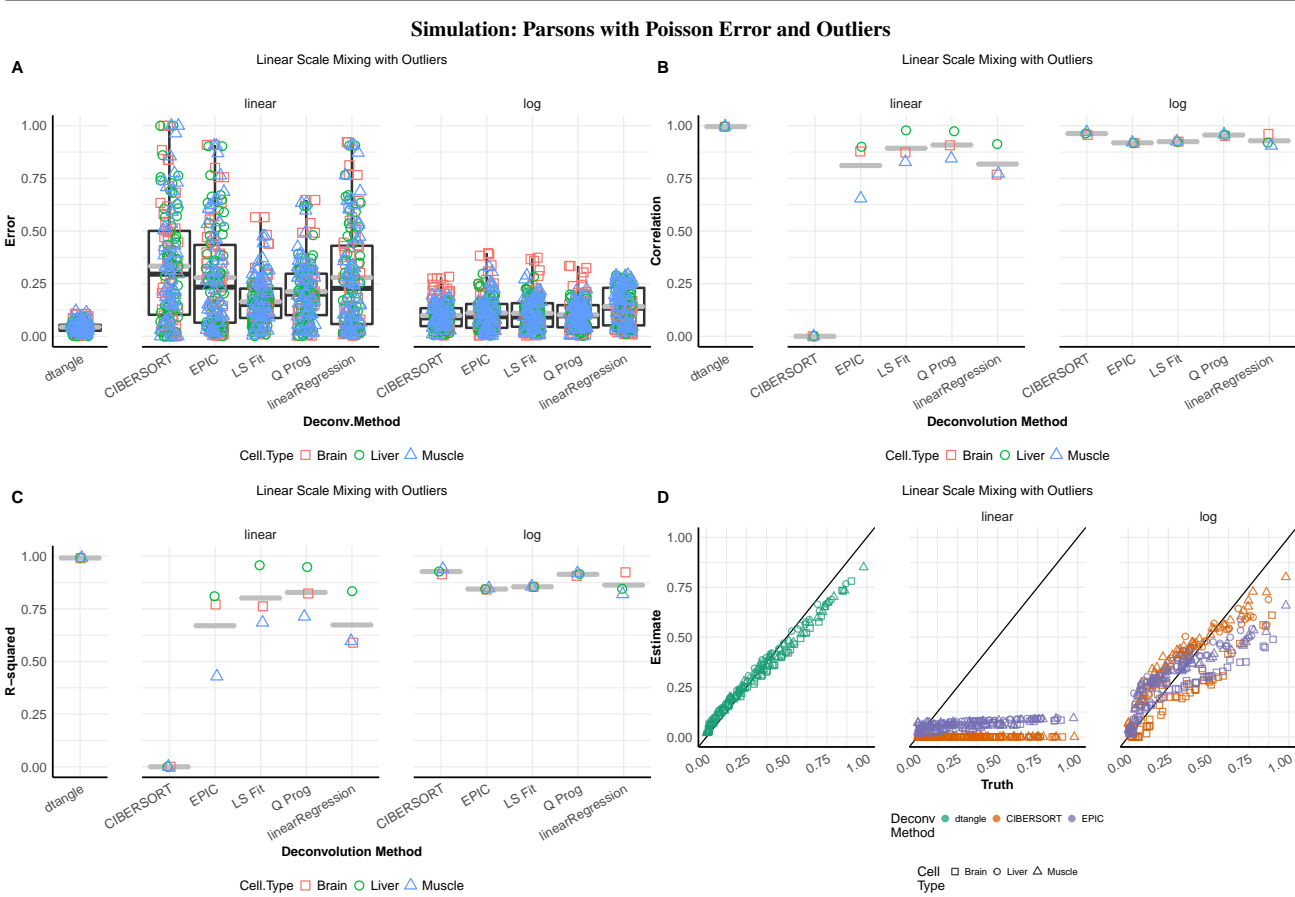 Simulation: Parsons with Poisson Error and Outliers
A
Linear Scale Mixing with Outliers
linear
log
1.00
0.75
0.50
0.25
0.00
Error
dtangle
CIBERSORT
EPIC
LS Fit
Q Prog
linearRegression
CIBERSORT
EPIC
LS Fit
Q Prog
linearRegression
Deconv.Method
Cell.Type Brain Liver Muscle
B
Linear Scale Mixing with Outliers
linear
log
1.00
0.75
0.50
0.25
0.00
Correlation
dtangle
CIBERSORT
EPIC
LS Fit
Q Prog
linearRegression
CIBERSORT
EPIC
LS Fit
Q Prog
linearRegression
Deconvolution Method
Cell.Type Brain Liver Muscle
C
Linear Scale Mixing with Outliers
linear
log
1.00
0.75
0.50
0.25
0.00
R−squared
dtangle
CIBERSORT
EPIC
LS Fit
Q Prog
linearRegression
CIBERSORT
EPIC
LS Fit
Q Prog
linearRegression
Deconvolution Method
Cell.Type Brain Liver Muscle
D
Linear Scale Mixing with Outliers
linear
log
1.00
0.75
0.50
0.25
0.00
Estimate
0.00 0.25 0.50 0.75 1.00
0.00 0.25 0.50 0.75 1.00
0.00 0.25 0.50 0.75 1.00
Truth
Deconv
Method
dtangle CIBERSORT EPIC
Cell
Type
Brain Liver Muscle